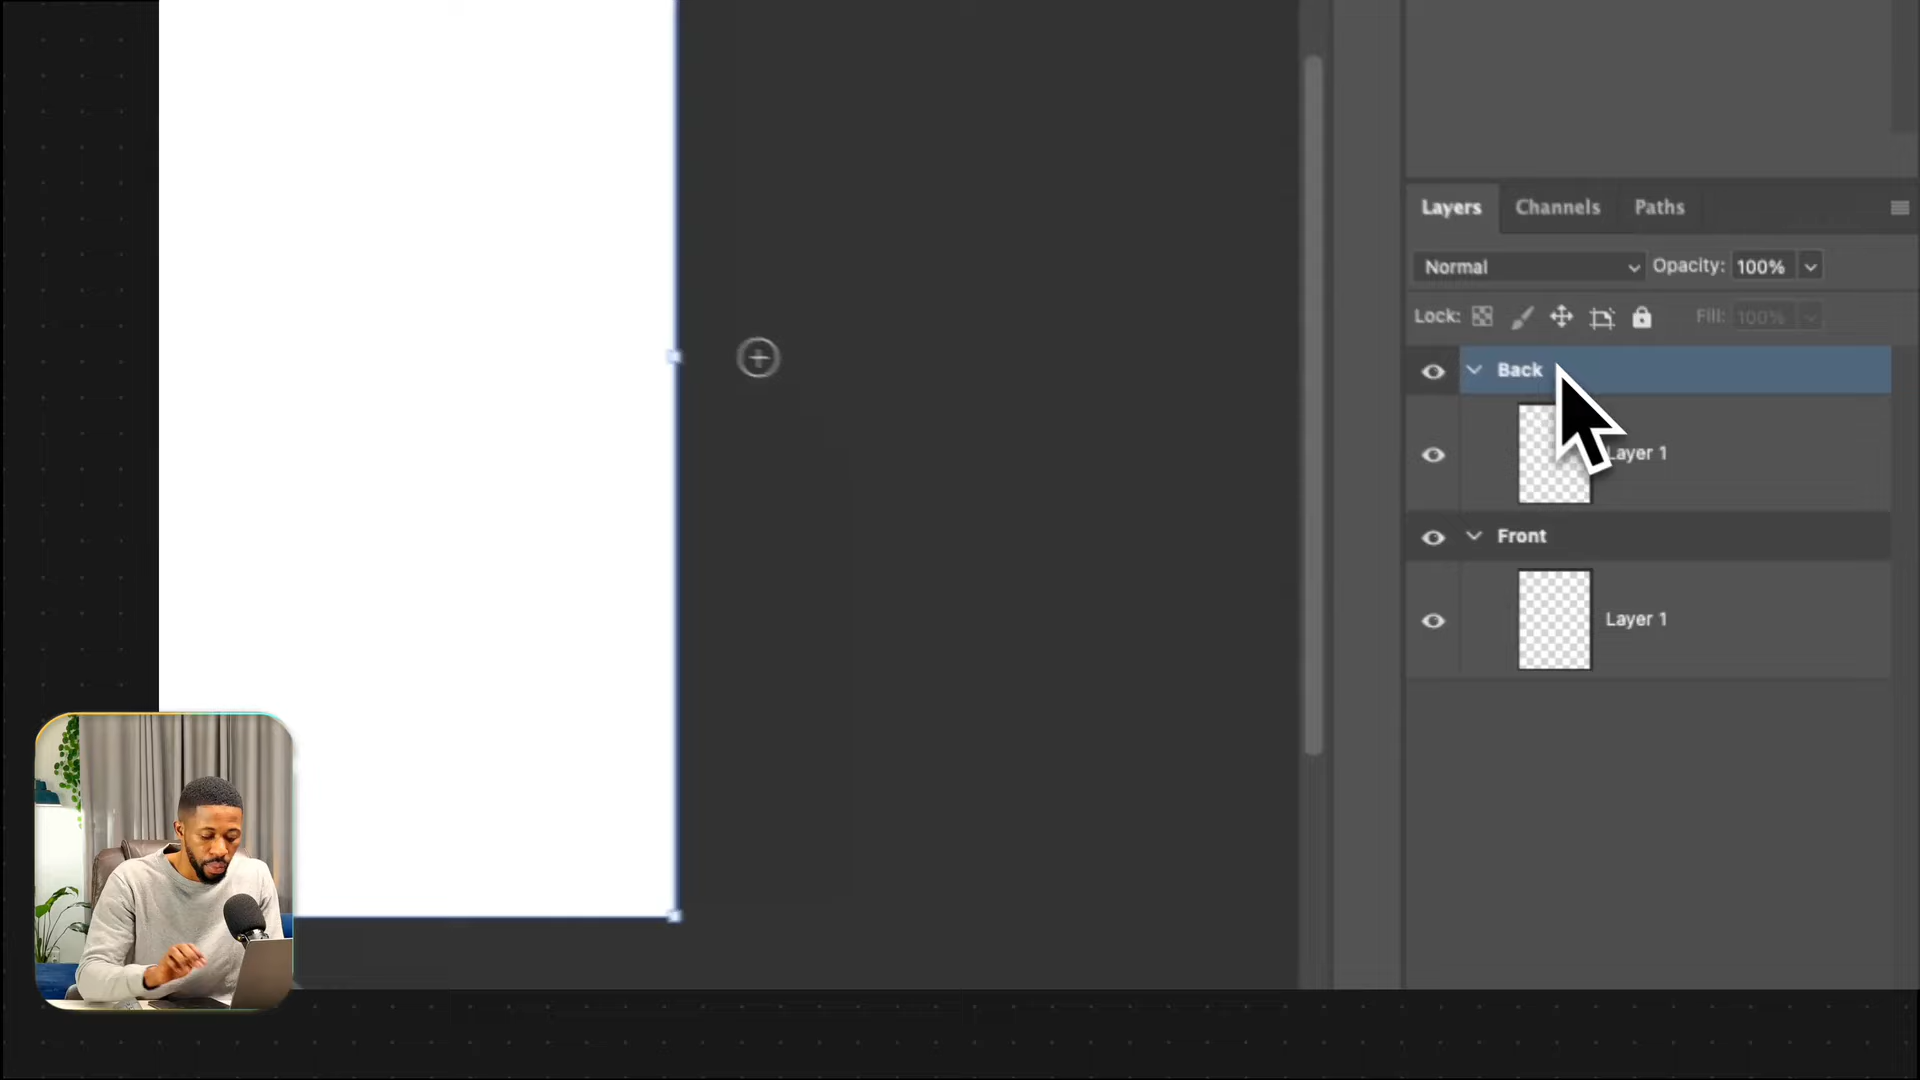 Layers Channels Paths
Normal Opacity: 100%
Lock: Fill: 100%
Back
Layer 1
Front
Layer 1